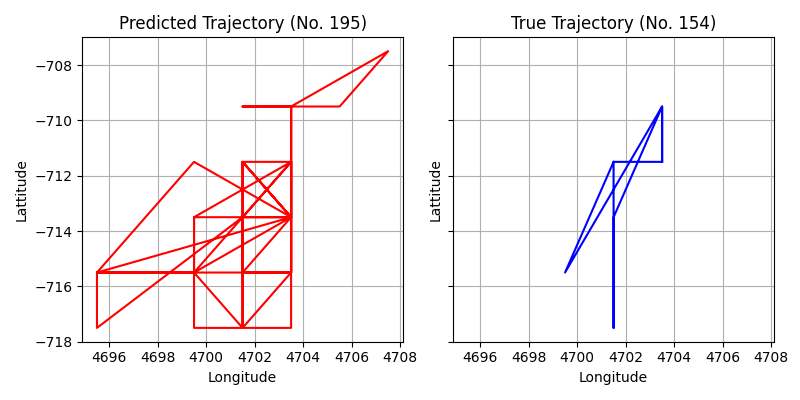 Predicted Trajectory (No. 195)
True Trajectory (No. 154)
Lattitude
−708
−710
−712
−714
−716
−718
4696 4698 4700 4702 4704 4706 4708
Longitude
Lattitude
4696 4698 4700 4702 4704 4706 4708
Longitude